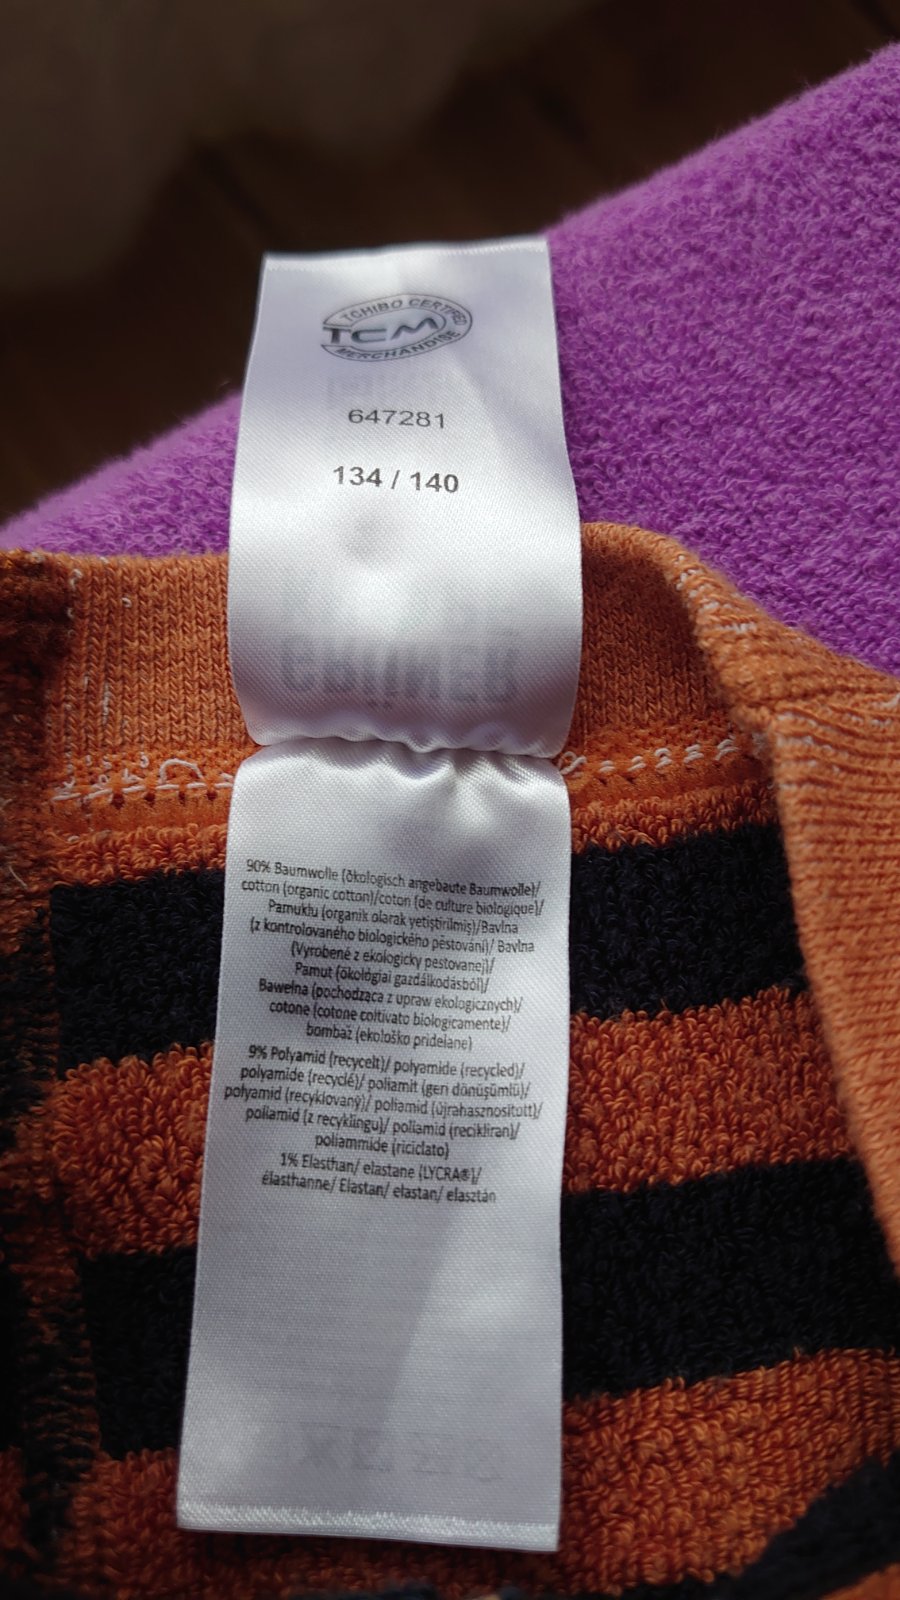 TCHIBO CERTIFIED
TCM
MERCHANDISE
647281
134 / 140
90% Baumwolle (ökologisch angebaute Baumwolle)/
cotton (organic cotton)/coton (de culture biologique)/
Pamuklu (organik olarak yetiştirilmiş)/Bavlna
(z kontrolovaného biologického pěstování)/ Bavlna
(Vyrobené z ekologicky pestovanej)/
Pamut (ökológiai gazdálkodásból)/
Bawełna (pochodząca z upraw ekologicznych)/
cotone (cotone coltivato biologicamente)/
bombaž (ekološko pridelane)
9% Polyamid (recycelt)/ polyamide (recycled)/
polyamide (recyclé)/ poliamit (geri dönüşümlü)/
polyamid (recyklovaný)/ poliamid (újrahasznosított)/
poliamid (z recyklingu)/ poliamid (recikliran)/
poliammide (riciclato)
1% Elasthan/ elastane (LYCRA®)/
élasthanne/ Elastan/ elastan/ elasztán